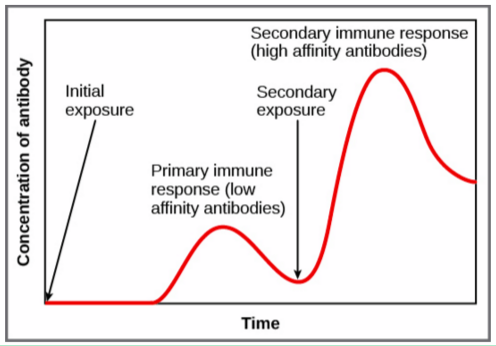 Secondary immune response
(high affinity antibodies)
Initial
exposure
Secondary
exposure
Primary immune
response (low
affinity antibodies)
Concentration of antibody
Time